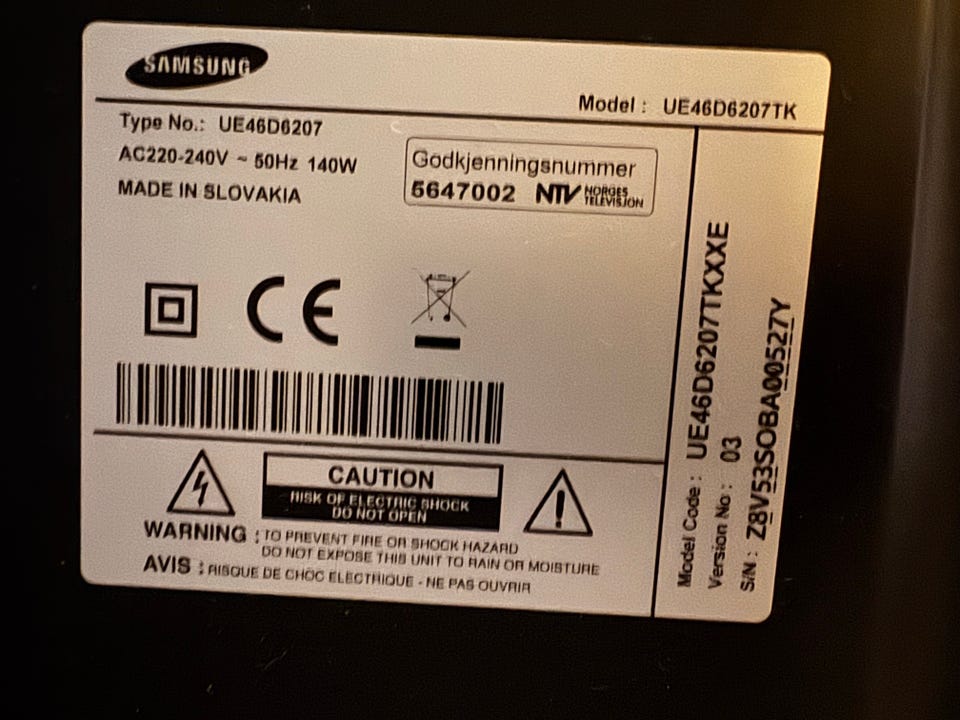 SAMSUNG
Model : UE46D6207TK
Type No.: UE46D6207
AC220-240V ~ 50Hz 140W
MADE IN SLOVAKIA
Godkjenningsnummer
5647002 NTV NORGES TELEVISJON
CE
CAUTION
RISK OF ELECTRIC SHOCK
DO NOT OPEN
WARNING : TO PREVENT FIRE OR SHOCK HAZARD
DO NOT EXPOSE THIS UNIT TO RAIN OR MOISTURE
AVIS : RISQUE DE CHOC ELECTRIQUE - NE PAS OUVRIR
Model Code : UE46D6207TKXXXE
Version No : 03
S/N : Z8V53SOBA00527Y